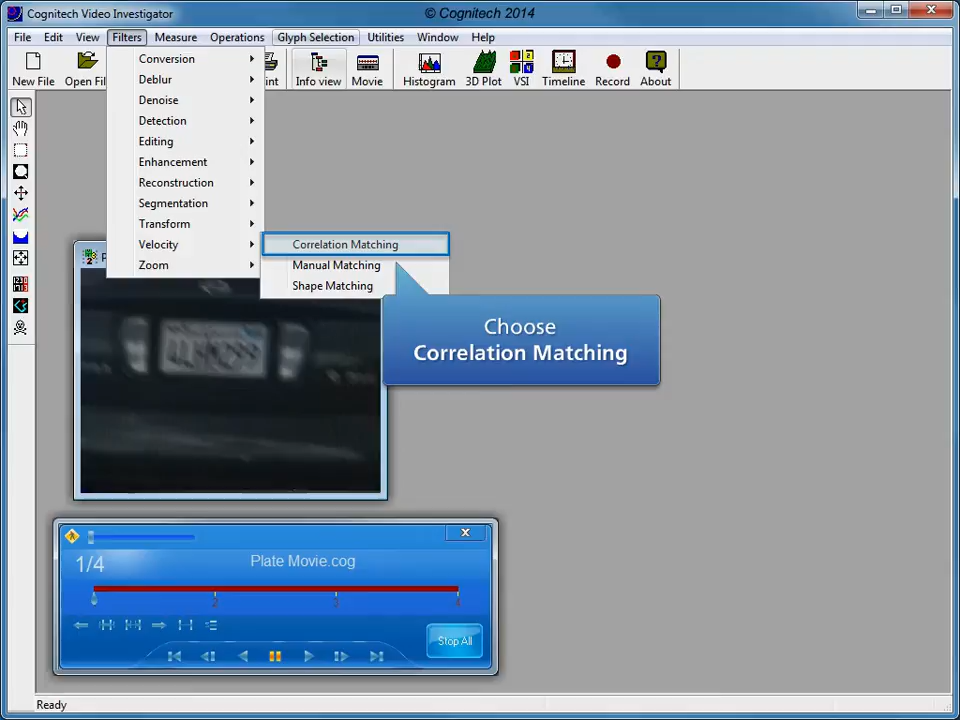 Cognitech Video Investigator
© Cognitech 2014
File Edit View Filters Measure Operations Glyph Selection Utilities Window Help
New File Open Fil int Info view Movie Histogram 3D Plot VSI Timeline Record About
Conversion
Deblur
Denoise
Detection
Editing
Enhancement
Reconstruction
Segmentation
Transform
Velocity
Zoom
Correlation Matching
Manual Matching
Shape Matching
Choose
Correlation Matching
1/4
Plate Movie.cog
2 3 4
Stop All
Ready